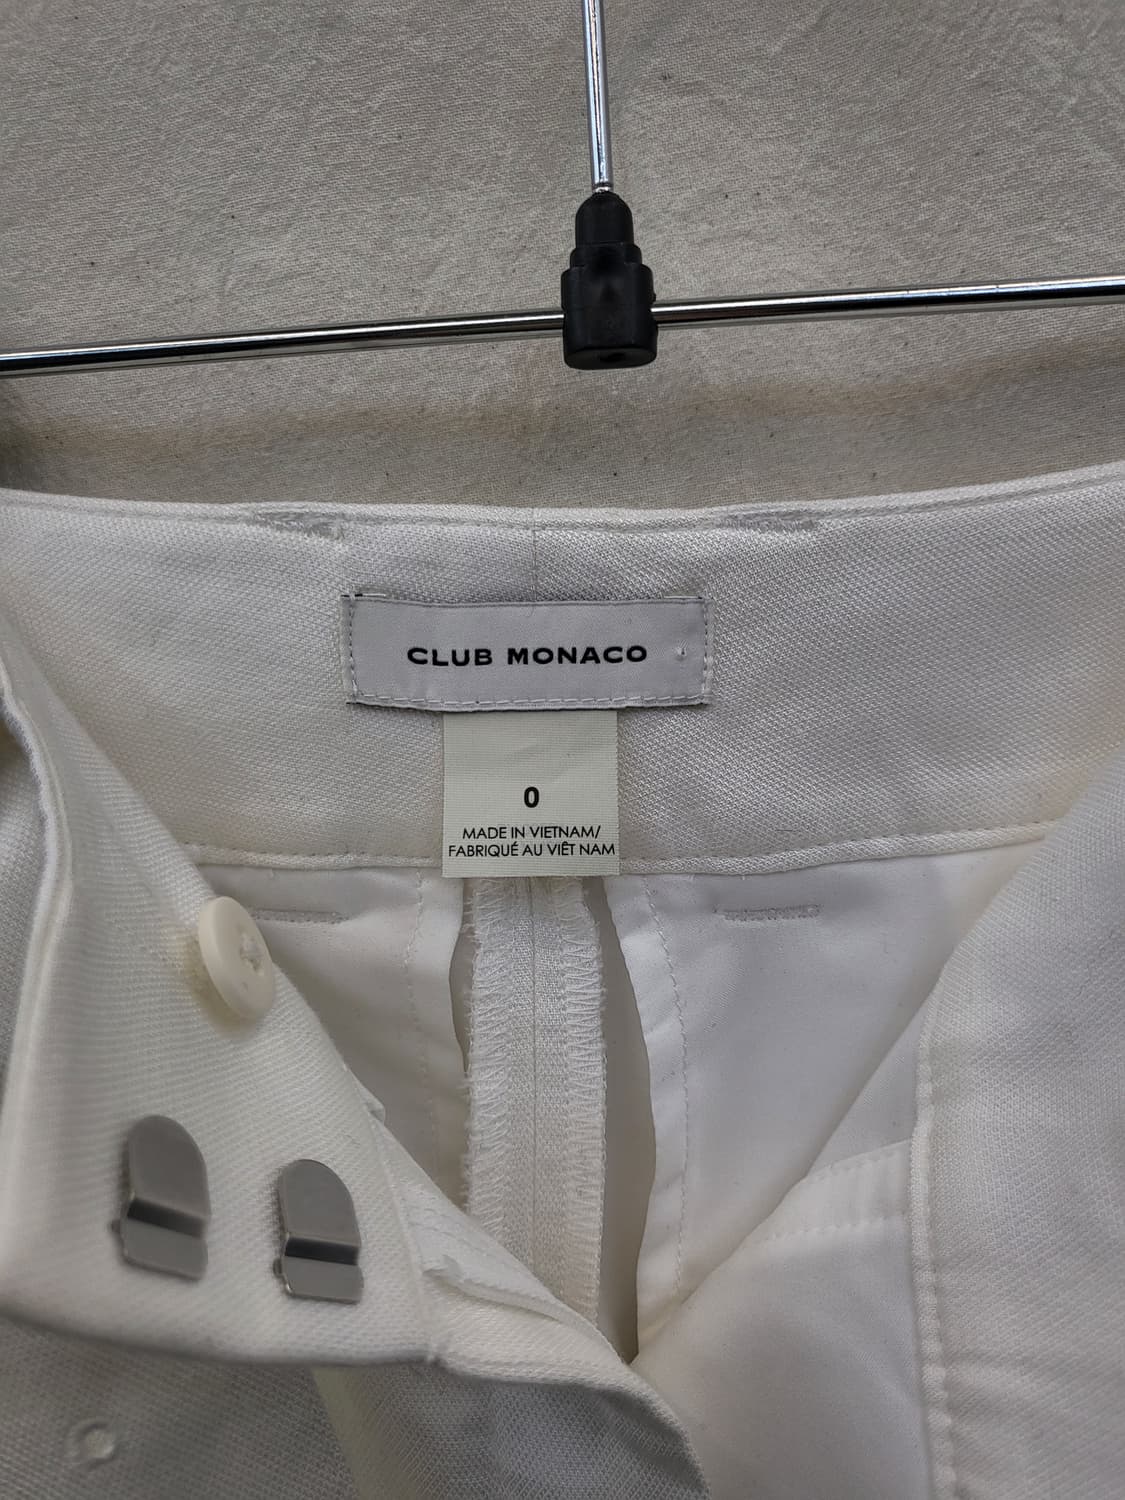 CLUB MONACO
0
MADE IN VIETNAM/
FABRIQUÉ AU VIÊT NAM